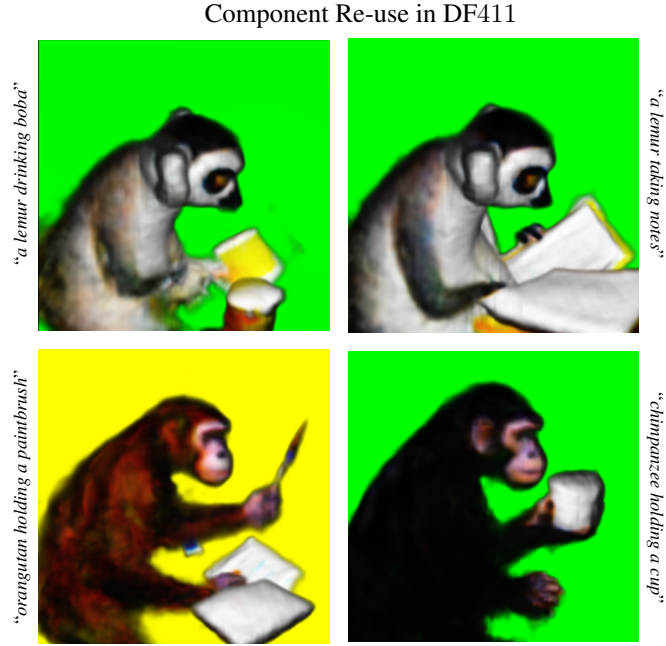 Component Re-use in DF411
“a lemur drinking boba”
“a lemur taking notes”
“orangutan holding a paintbrush”
“chimpanzee holding a cup”